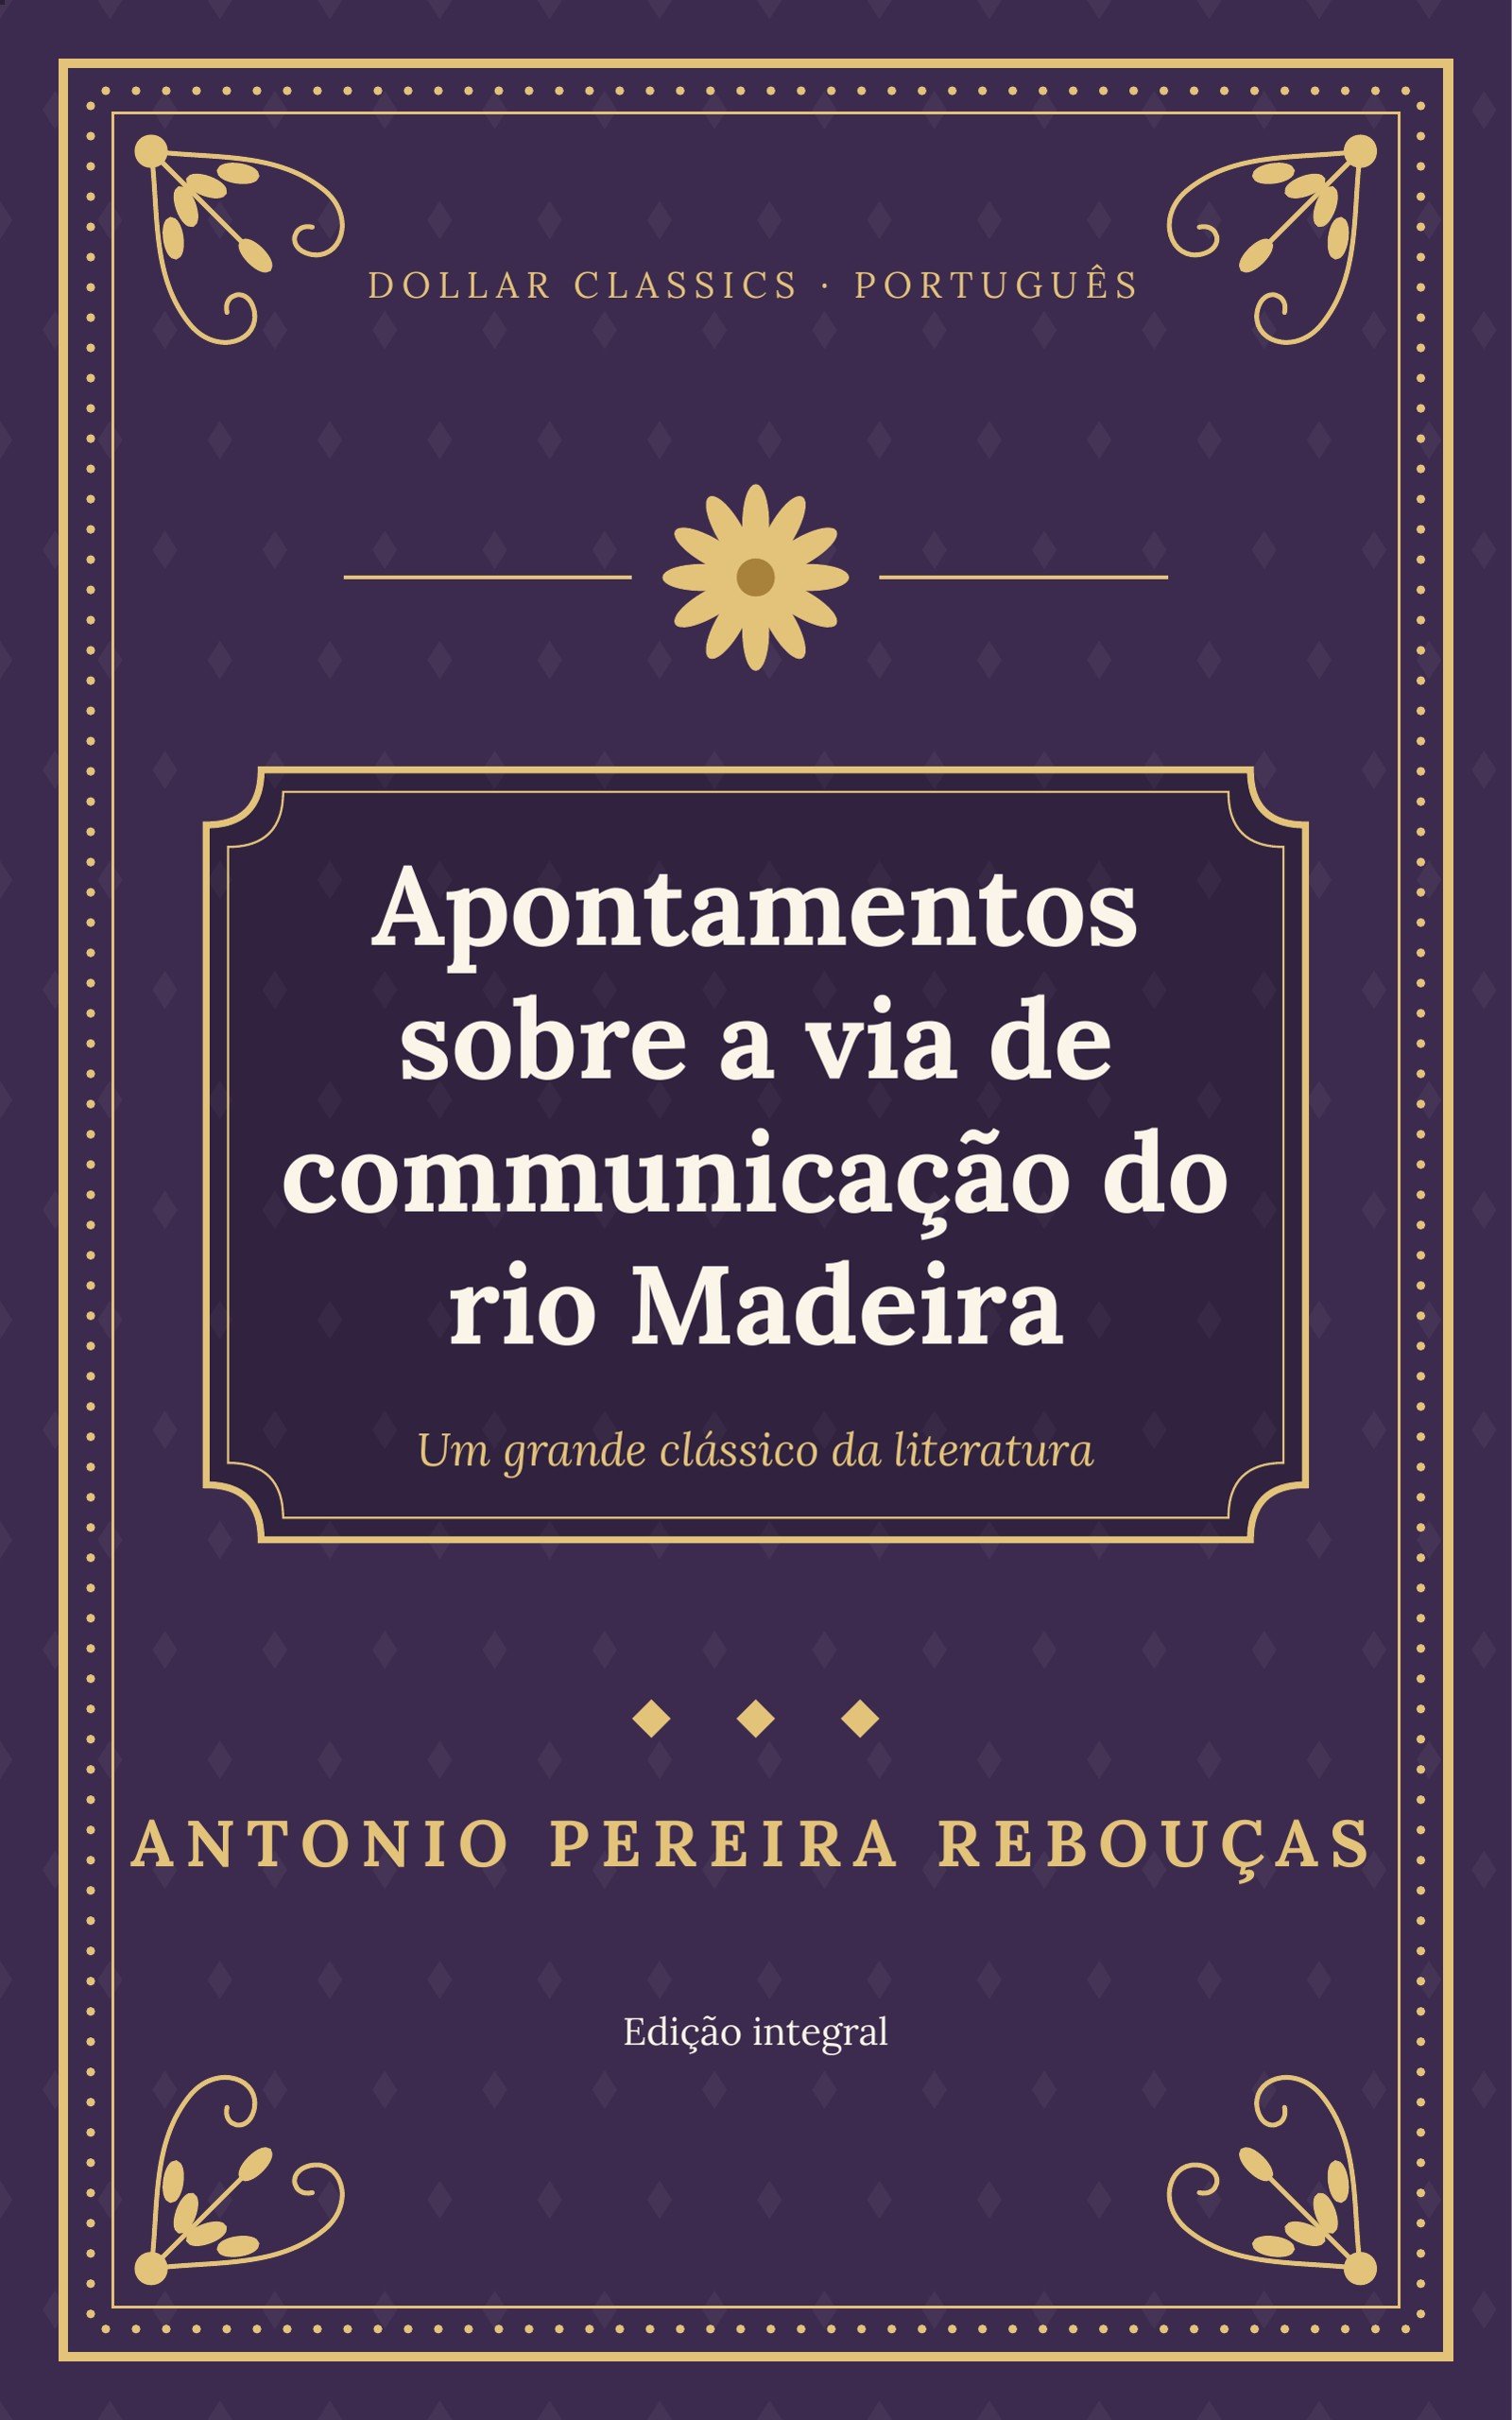 DOLLAR CLASSICS · PORTUGUÊS
Apontamentos
sobre a via de
communicação do
rio Madeira
Um grande clássico da literatura
ANTONIO PEREIRA REBOUÇAS
Edição integral